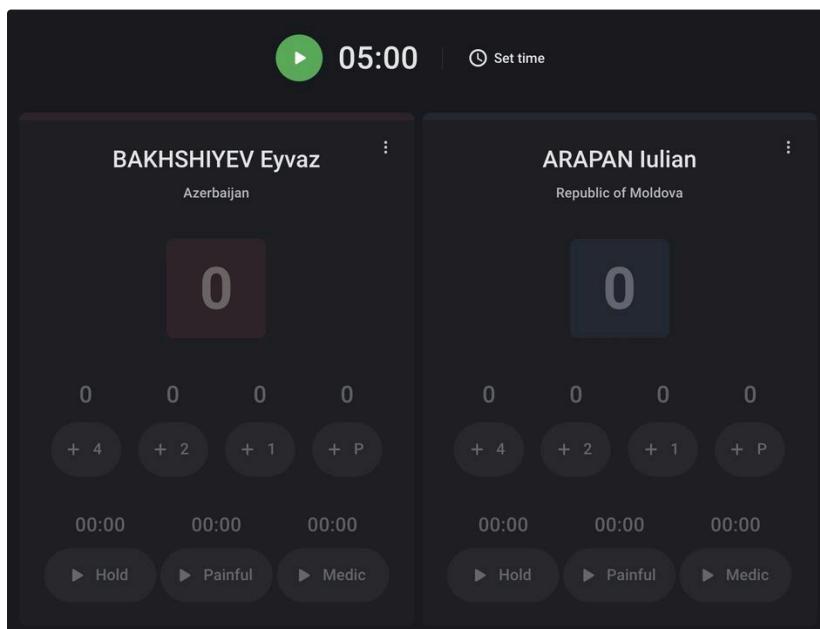 05:00 Set time
BAKHSHIYEV Eyvaz
Azerbaijan
0
0 0 0 0
+ 4 + 2 + 1 + P
00:00 00:00 00:00
Hold Painful Medic
ARAPAN Iulian
Republic of Moldova
0
0 0 0 0
+ 4 + 2 + 1 + P
00:00 00:00 00:00
Hold Painful Medic